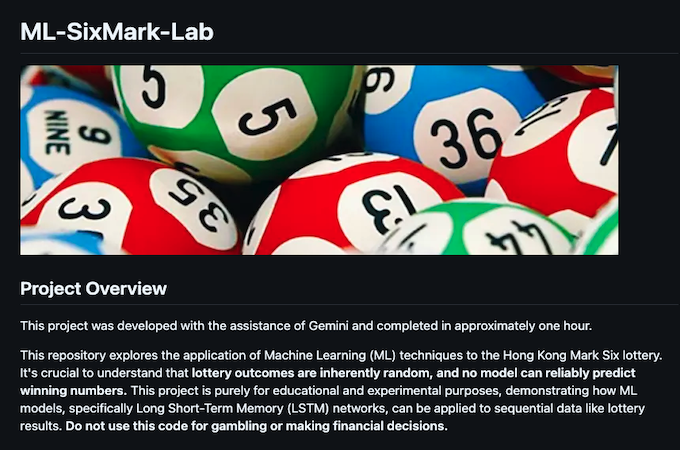 ML-SixMark-Lab
5
5
6
36
NINE
9
3
35
13
44
Project Overview
This project was developed with the assistance of Gemini and completed in approximately one hour.
This repository explores the application of Machine Learning (ML) techniques to the Hong Kong Mark Six lottery.
It's crucial to understand that lottery outcomes are inherently random, and no model can reliably predict
winning numbers. This project is purely for educational and experimental purposes, demonstrating how ML
models, specifically Long Short-Term Memory (LSTM) networks, can be applied to sequential data like lottery
results. Do not use this code for gambling or making financial decisions.